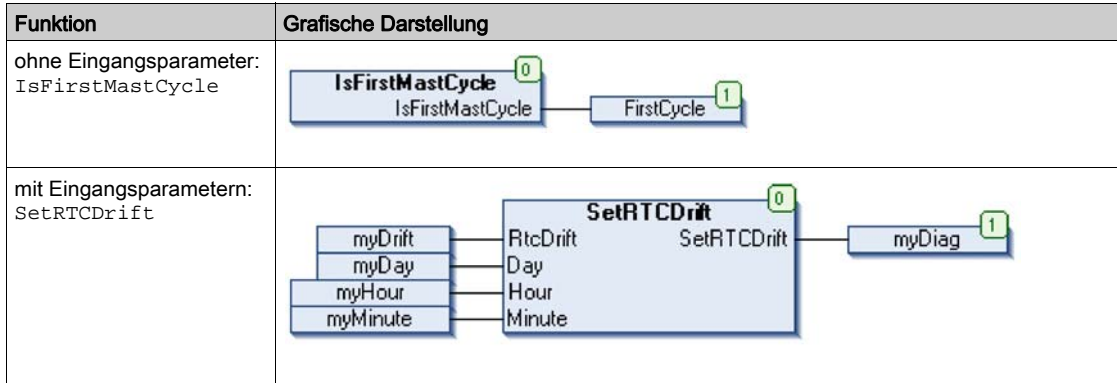 Funktion
Grafische Darstellung
ohne Eingangsparameter:
IsFirstMastCycle
0
IsFirstMastCycle
IsFirstMastCycle
FirstCycle
1
mit Eingangsparametern:
SetRTCDrift
0
SetRTCDrift
myDrift
RtcDrift
SetRTCDrift
myDiag
1
myDay
Day
myHour
Hour
myMinute
Minute